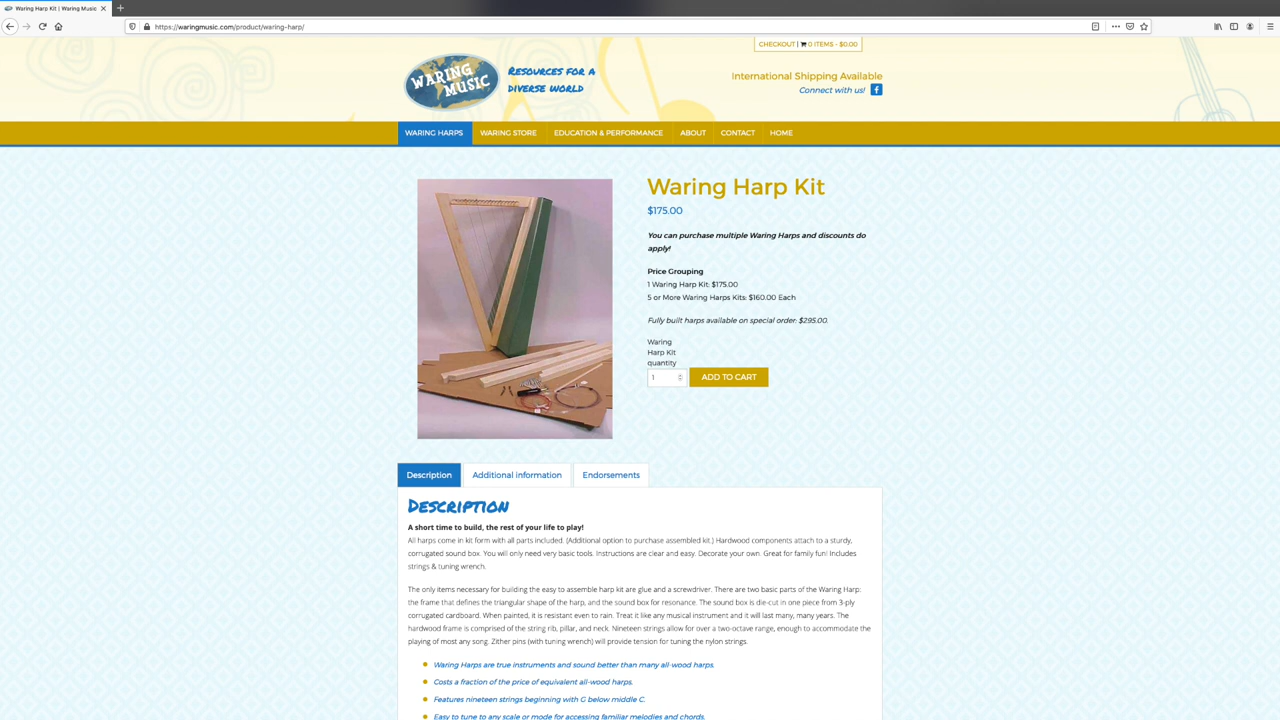 Waring Harp Kit | Waring Music
https://waringmusic.com/product/waring-harp/
CHECKOUT | 0 ITEMS - $0.00
WARING MUSIC
Resources for a
diverse world
International Shipping Available
Connect with us!
WARING HARPS
WARING STORE
EDUCATION & PERFORMANCE
ABOUT
CONTACT
HOME
Waring Harp Kit
$175.00
You can purchase multiple Waring Harps and discounts do
apply!
Price Grouping
1 Waring Harp Kit: $175.00
5 or More Waring Harps Kits: $160.00 Each
Fully built harps available on special order: $295.00.
Waring
Harp Kit
quantity
1
ADD TO CART
Description
Additional information
Endorsements
Description
A short time to build, the rest of your life to play!
All harps come in kit form with all parts included. (Additional option to purchase assembled kit.) Hardwood components attach to a sturdy,
corrugated sound box. You will only need very basic tools. Instructions are clear and easy. Decorate your own. Great for family fun! Includes
strings & tuning wrench.
The only items necessary for building the easy to assemble harp kit are glue and a screwdriver. There are two basic parts of the Waring Harp:
the frame that defines the triangular shape of the harp, and the sound box for resonance. The sound box is die-cut in one piece from 3-ply
corrugated cardboard. When painted, it is resistant even to rain. Treat it like any musical instrument and it will last many, many years. The
hardwood frame is comprised of the string rib, pillar, and neck. Nineteen strings allow for over a two-octave range, enough to accommodate the
playing of most any song. Zither pins (with tuning wrench) will provide tension for tuning the nylon strings.
Waring Harps are true instruments and sound better than many all-wood harps.
Costs a fraction of the price of equivalent all-wood harps.
Features nineteen strings beginning with G below middle C.
Easy to tune to any scale or mode for accessing familiar melodies and chords.